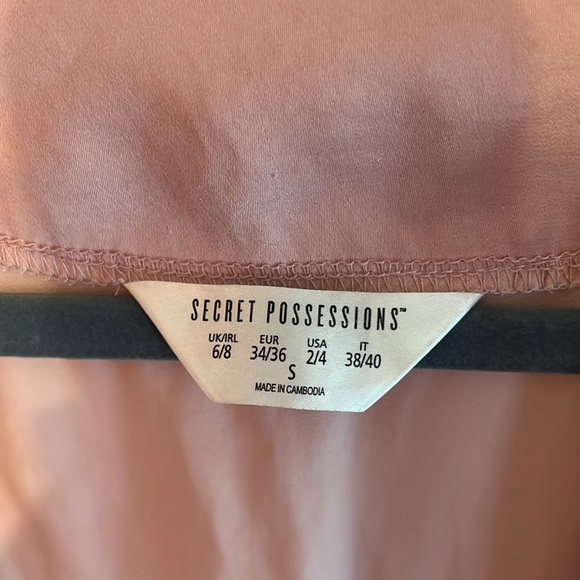 SECRET POSSESSIONS™
UK/IRL EUR USA IT
6/8 34/36 2/4 38/40
S
MADE IN CAMBODIA